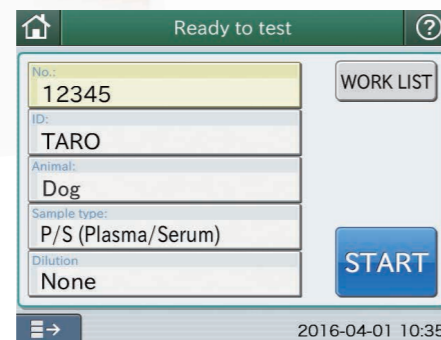 Ready to test
?
No.:
12345
WORK LIST
ID:
TARO
Animal:
Dog
Sample type:
P/S (Plasma/Serum)
Dilution
None
START
2016-04-01 10:35